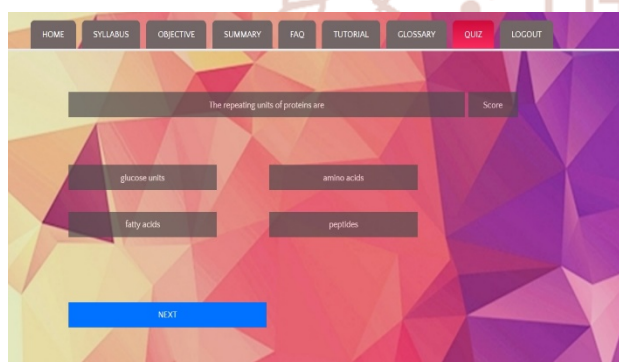 HOME SYLLABUS OBJECTIVE SUMMARY FAQ TUTORIAL GLOSSARY QUIZ LOGOUT
The repeating units of proteins are Score
glucose units amino acids
fatty acids peptides
NEXT